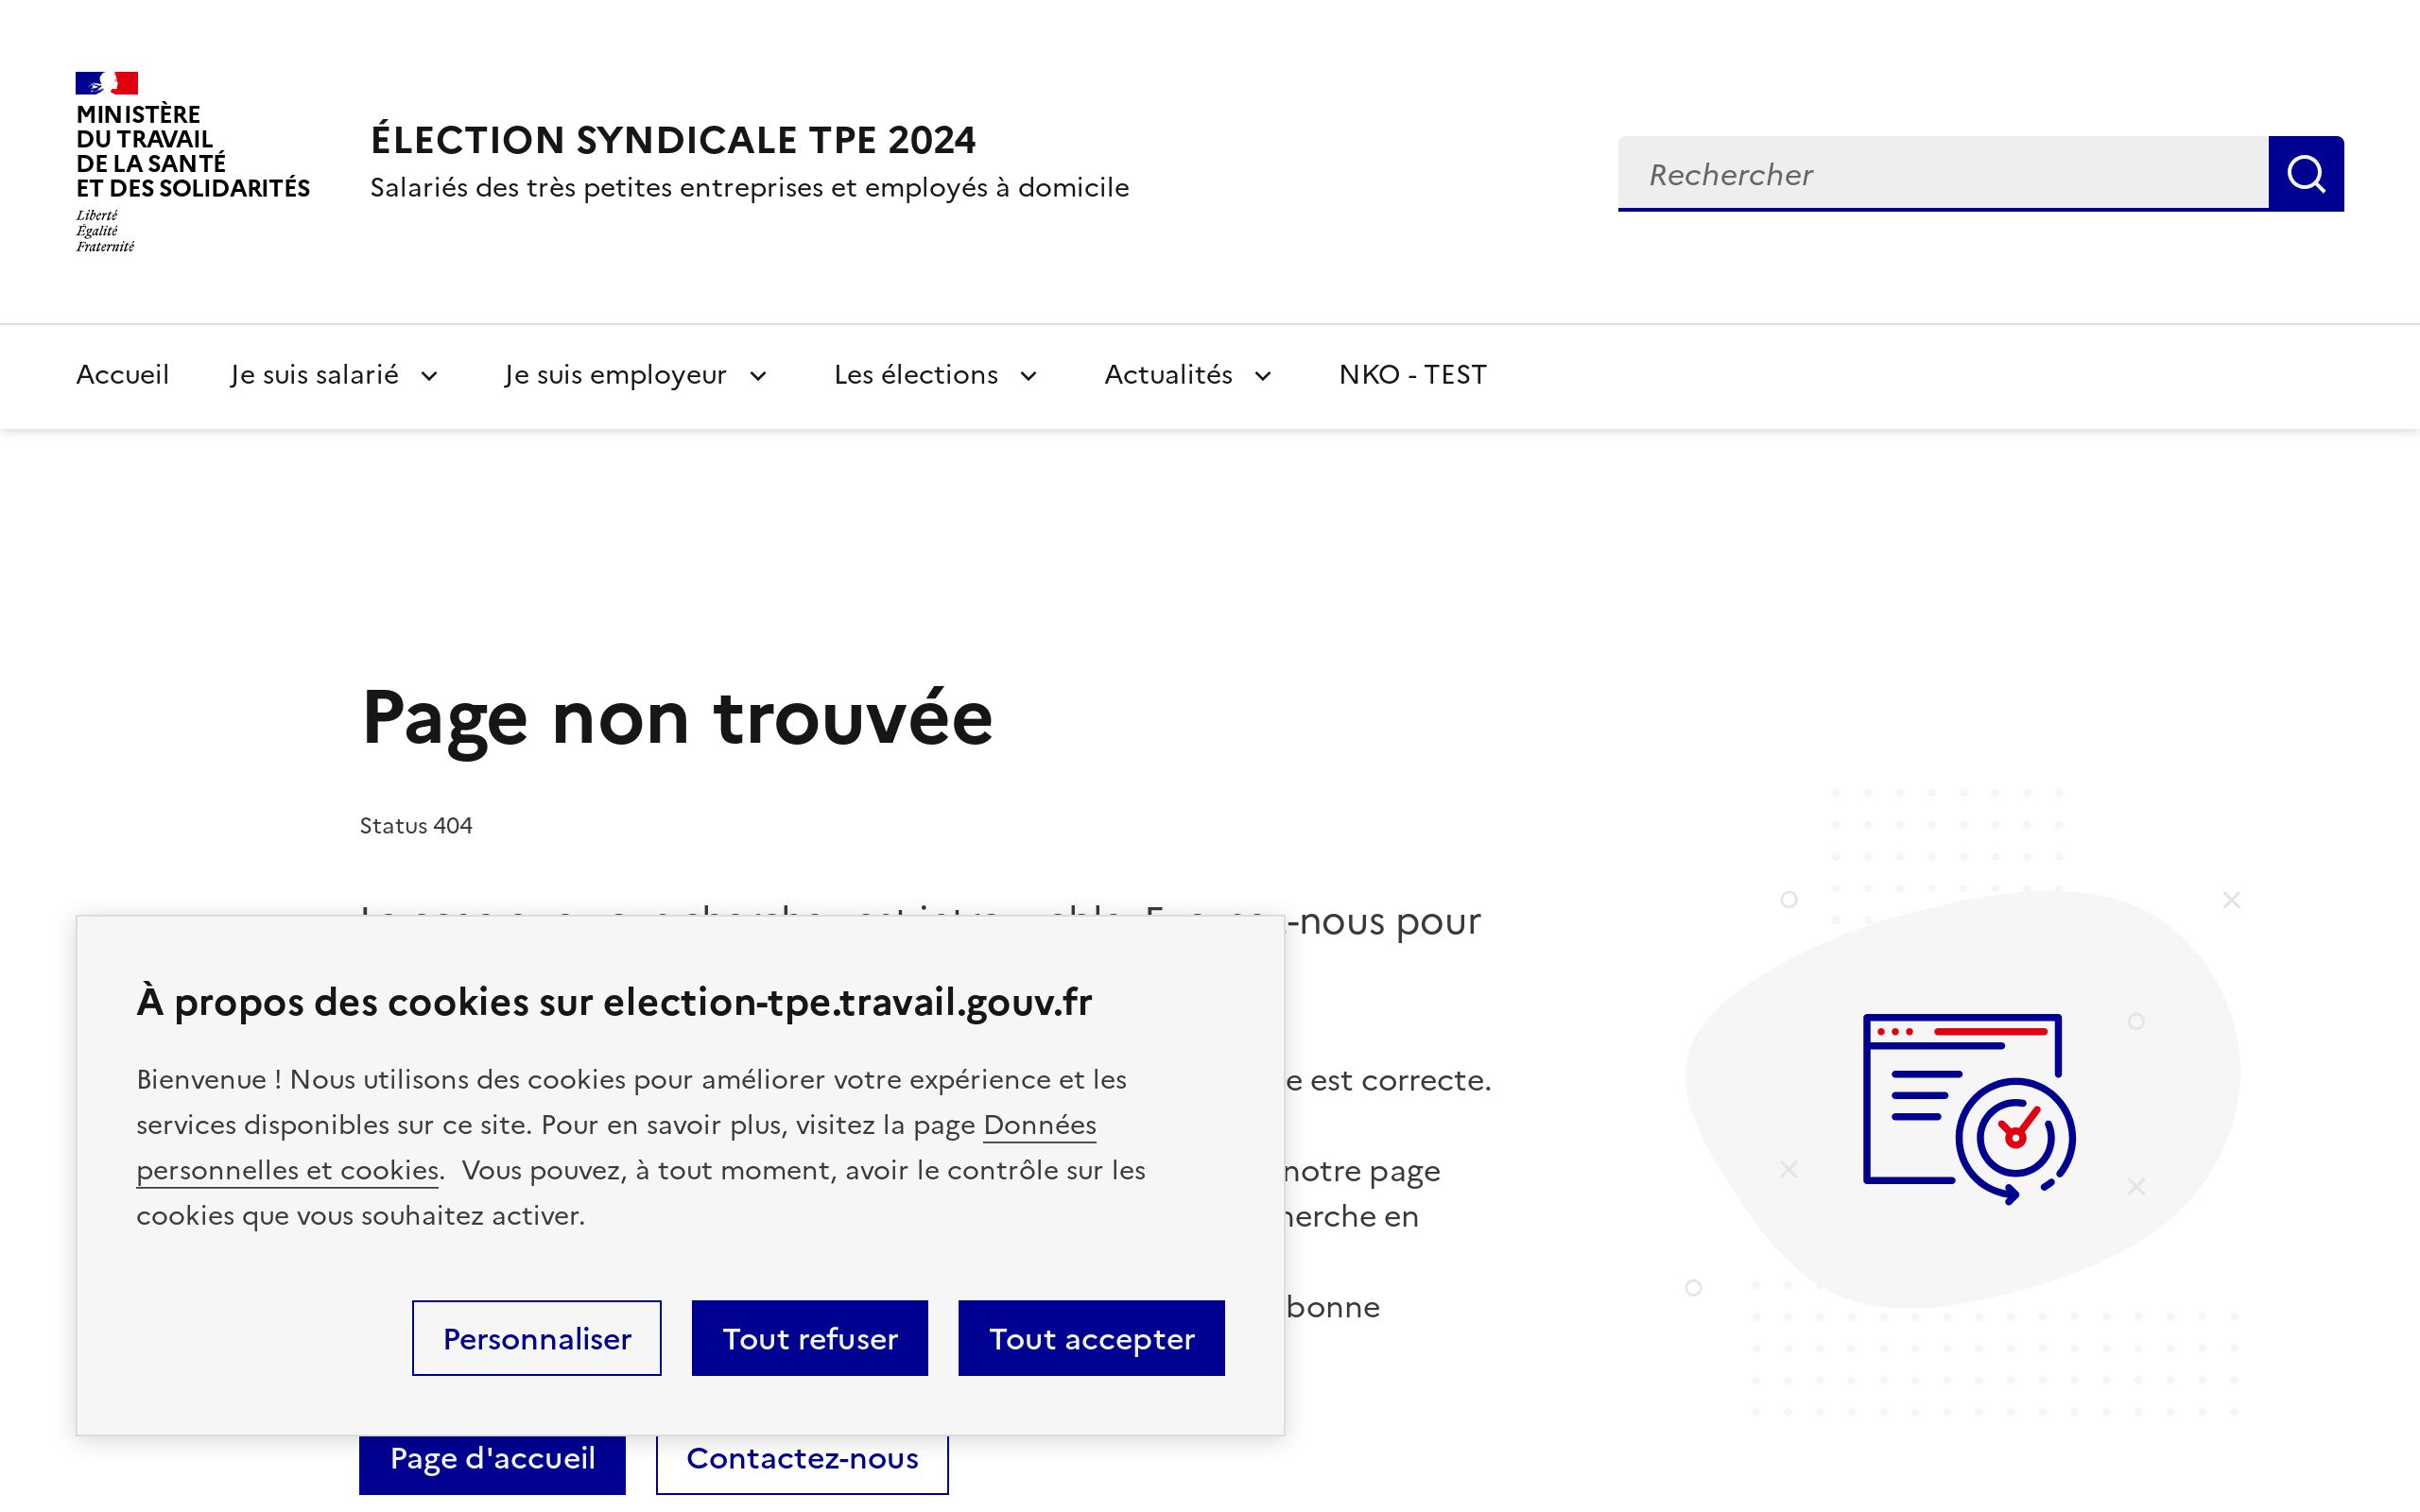 MINISTÈRE
DU TRAVAIL
DE LA SANTÉ
ET DES SOLIDARITÉS
Liberté
Égalité
Fraternité
ÉLECTION SYNDICALE TPE 2024
Salariés des très petites entreprises et employés à domicile
Rechercher
Accueil
Je suis salarié
Je suis employeur
Les élections
Actualités
NKO - TEST
Page non trouvée
Status 404
-nous pour
e est correcte.
notre page
herche en
bonne
À propos des cookies sur election-tpe.travail.gouv.fr
Bienvenue ! Nous utilisons des cookies pour améliorer votre expérience et les
services disponibles sur ce site. Pour en savoir plus, visitez la page Données
personnelles et cookies.  Vous pouvez, à tout moment, avoir le contrôle sur les
cookies que vous souhaitez activer.
Personnaliser
Tout refuser
Tout accepter
Page d'accueil
Contactez-nous